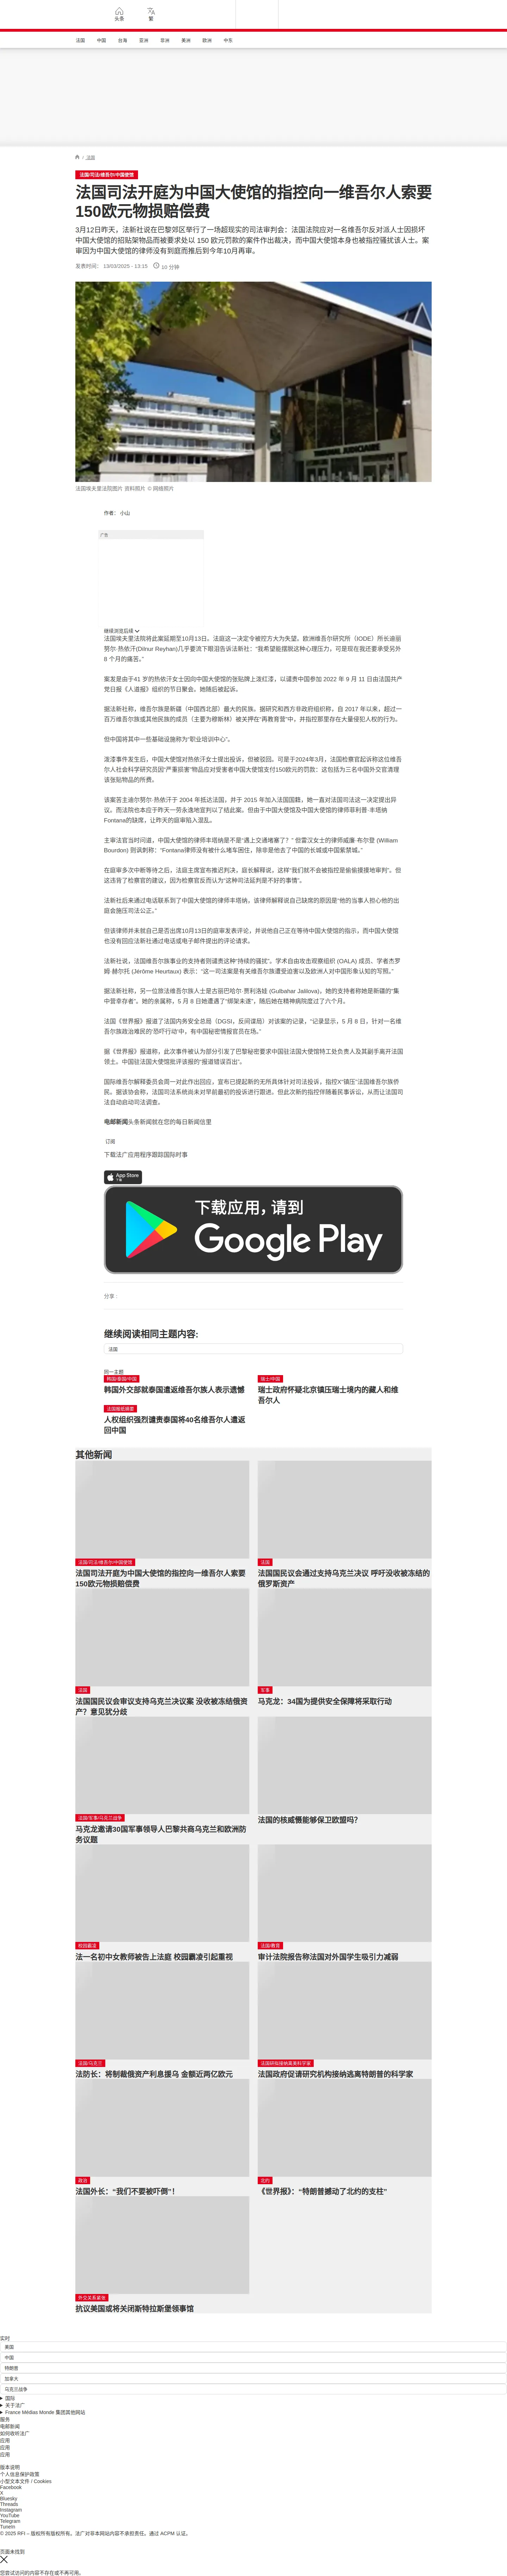 头条
繁
法国
中国
台海
亚洲
非洲
美洲
欧洲
中东
/ 法国
法国/司法/维吾尔/中国使馆
法国司法开庭为中国大使馆的指控向一维吾尔人索要
150欧元物损赔偿费
3月12日昨天，法新社说在巴黎郊区举行了一场超现实的司法审判会：法国法院应对一名维吾尔反对派人士因损坏
中国大使馆的招贴架物品而被要求处以 150 欧元罚款的案件作出裁决，而中国大使馆本身也被指控骚扰该人士。案
审因为中国大使馆的律师没有到庭而推后到今年10月再审。
发表时间： 13/03/2025 - 13:15 10 分钟
法国埃夫里法院图片 资料照片 © 网络照片
作者： 小山
广告
继续浏览后续
法国埃夫里法院将此案延期至10月13日。法庭这一决定令被控方大为失望。欧洲维吾尔研究所（IODE）所长迪丽
努尔·热依汗(Dilnur Reyhan)几乎要流下眼泪告诉法新社：“我希望能摆脱这种心理压力，可是现在我还要承受另外
8 个月的痛苦。”
案发是由于41 岁的热依汗女士因向中国大使馆的张贴牌上泼红漆，以谴责中国参加 2022 年 9 月 11 日由法国共产
党日报《人道报》组织的节日聚会。她随后被起诉。
据法新社称，维吾尔族是新疆（中国西北部）最大的民族。据研究和西方非政府组织称，自 2017 年以来，超过一
百万维吾尔族或其他民族的成员（主要为穆斯林）被关押在“再教育营”中，并指控那里存在大量侵犯人权的行为。
但中国将其中一些基础设施称为“职业培训中心”。
泼漆事件发生后，中国大使馆对热依汗女士提出投诉，但被驳回。可是于2024年3月，法国检察官起诉称这位维吾
尔人社会科学研究员因“严重损害”物品应对受害者中国大使馆支付150欧元的罚款：这包括为三名中国外交官清理
该张贴物品的所费。
该案苦主迪尔努尔·热依汗于 2004 年抵达法国，并于 2015 年加入法国国籍。她一直对法国司法这一决定提出异
议。而法院也本应于昨天一劳永逸地宣判以了结此案。但由于中国大使馆及中国大使馆的律师菲利普·丰塔纳
Fontana的缺席，让昨天的庭审陷入混乱。
主审法官当时问道，中国大使馆的律师丰塔纳是不是“遇上交通堵塞了？” 但雷汉女士的律师威廉·布尔登 (William
Bourdon) 则讽刺称：“Fontana律师没有被什么堵车困住，除非是他去了中国的长城或中国紫禁城。”
在庭审多次中断等待之后，法庭主席宣布推迟判决。庭长解释说，这样“我们就不会被指控是偷偷摸摸地审判”。但
这违背了检察官的建议，因为检察官反而认为“这种司法延判是不好的事情”。
法新社后来通过电话联系到了中国大使馆的律师丰塔纳，该律师解释说自己缺席的原因是“他的当事人担心他的出
庭会施压司法公正。”
但该律师并未就自己是否出席10月13日的庭审发表评论，并说他自己正在等待中国大使馆的指示，而中国大使馆
也没有回应法新社通过电话或电子邮件提出的评论请求。
法新社说，法国维吾尔族事业的支持者则谴责这种“持续的骚扰”。学术自由攻击观察组织 (OALA) 成员、学者杰罗
姆·赫尔托 (Jerôme Heurtaux) 表示：“这一司法案是有关维吾尔族遭受迫害以及欧洲人对中国形象认知的写照。”
据法新社称，另一位旅法维吾尔族人士是古丽巴哈尔·贾利洛娃 (Gulbahar Jalilova)。她的支持者称她是新疆的“集
中营幸存者”。她的亲属称，5 月 8 日她遭遇了“绑架未遂”，随后她在精神病院度过了六个月。
法国《世界报》报道了法国内务安全总局（DGSI，反间谍局）对该案的记录，“记录显示，5 月 8 日，针对一名维
吾尔族政治难民的‘恐吓行动’中，有中国秘密情报官员在场。”
据《世界报》报道称，此次事件被认为部分引发了巴黎秘密要求中国驻法国大使馆特工处负责人及其副手离开法国
领土。中国驻法国大使馆批评该报的“报道错误百出”。
国际维吾尔解释委员会周一对此作出回应，宣布已提起新的无所具体针对司法投诉，指控X“镇压”法国维吾尔族侨
民。据该协会称，法国司法系统尚未对早前最初的投诉进行跟进。但此次新的指控伴随着民事诉讼，从而让法国司
法自动启动司法调查。
电邮新闻头条新闻就在您的每日新闻信里
订阅
下载法广应用程序跟踪国际时事
App Store
下载
下载应用，请到
Google Play
分享 :
继续阅读相同主题内容:
法国
同一主题
韩国/泰国/中国
韩国外交部就泰国遣返维吾尔族人表示遗憾
瑞士/中国
瑞士政府怀疑北京镇压瑞士境内的藏人和维
吾尔人
法国报纸摘要
人权组织强烈谴责泰国将40名维吾尔人遣返
回中国
其他新闻
法国/司法/维吾尔/中国使馆
法国司法开庭为中国大使馆的指控向一维吾尔人索要
150欧元物损赔偿费
法国
法国国民议会通过支持乌克兰决议 呼吁没收被冻结的
俄罗斯资产
法国
法国国民议会审议支持乌克兰决议案 没收被冻结俄资
产？意见犹分歧
军事
马克龙：34国为提供安全保障将采取行动
法国/军事/乌克兰战争
马克龙邀请30国军事领导人巴黎共商乌克兰和欧洲防
务议题
法国的核威慑能够保卫欧盟吗？
校园霸凌
法一名初中女教师被告上法庭 校园霸凌引起重视
法国/教育
审计法院报告称法国对外国学生吸引力减弱
法国/乌克兰
法防长：将制裁俄资产利息援乌 金额近两亿欧元
法国研拟接纳离美科学家
法国政府促请研究机构接纳逃离特朗普的科学家
政治
法国外长：“我们不要被吓倒”！
北约
《世界报》：“特朗普撼动了北约的支柱”
外交关系紧张
抗议美国或将关闭斯特拉斯堡领事馆
实时
美国
中国
特朗普
加拿大
乌克兰战争
国际
关于法广
France Médias Monde 集团其他网站
服务
电邮新闻
如何收听法广
应用
应用
应用
版本说明
个人信息保护政策
小型文本文件 / Cookies
Facebook
X
Bluesky
Threads
Instagram
YouTube
Telegram
TuneIn
© 2025 RFI – 版权所有版权所有。法广对非本网站内容不承担责任。通过 ACPM 认证。
页面未找到
您尝试访问的内容不存在或不再可用。